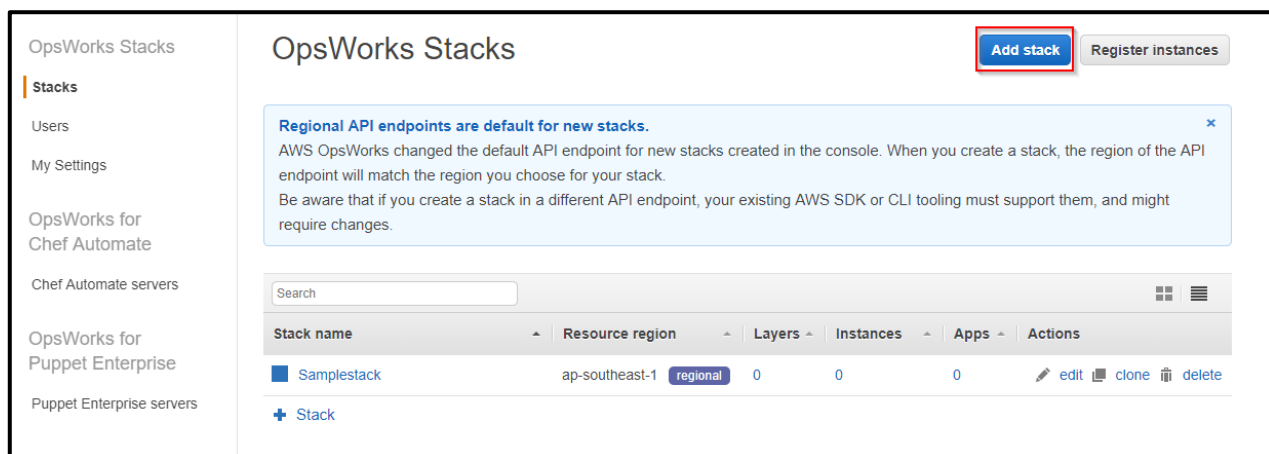 OpsWorks Stacks
Stacks
Users
My Settings
OpsWorks for
Chef Automate
Chef Automate servers
OpsWorks for
Puppet Enterprise
Puppet Enterprise servers
OpsWorks Stacks
Add stack
Register instances
Regional API endpoints are default for new stacks.
×
AWS OpsWorks changed the default API endpoint for new stacks created in the console. When you create a stack, the region of the API
endpoint will match the region you choose for your stack.
Be aware that if you create a stack in a different API endpoint, your existing AWS SDK or CLI tooling must support them, and might
require changes.
Search
Stack name Resource region Layers Instances Apps Actions
Samplestack ap-southeast-1 regional 0 0 0 edit clone delete
+ Stack